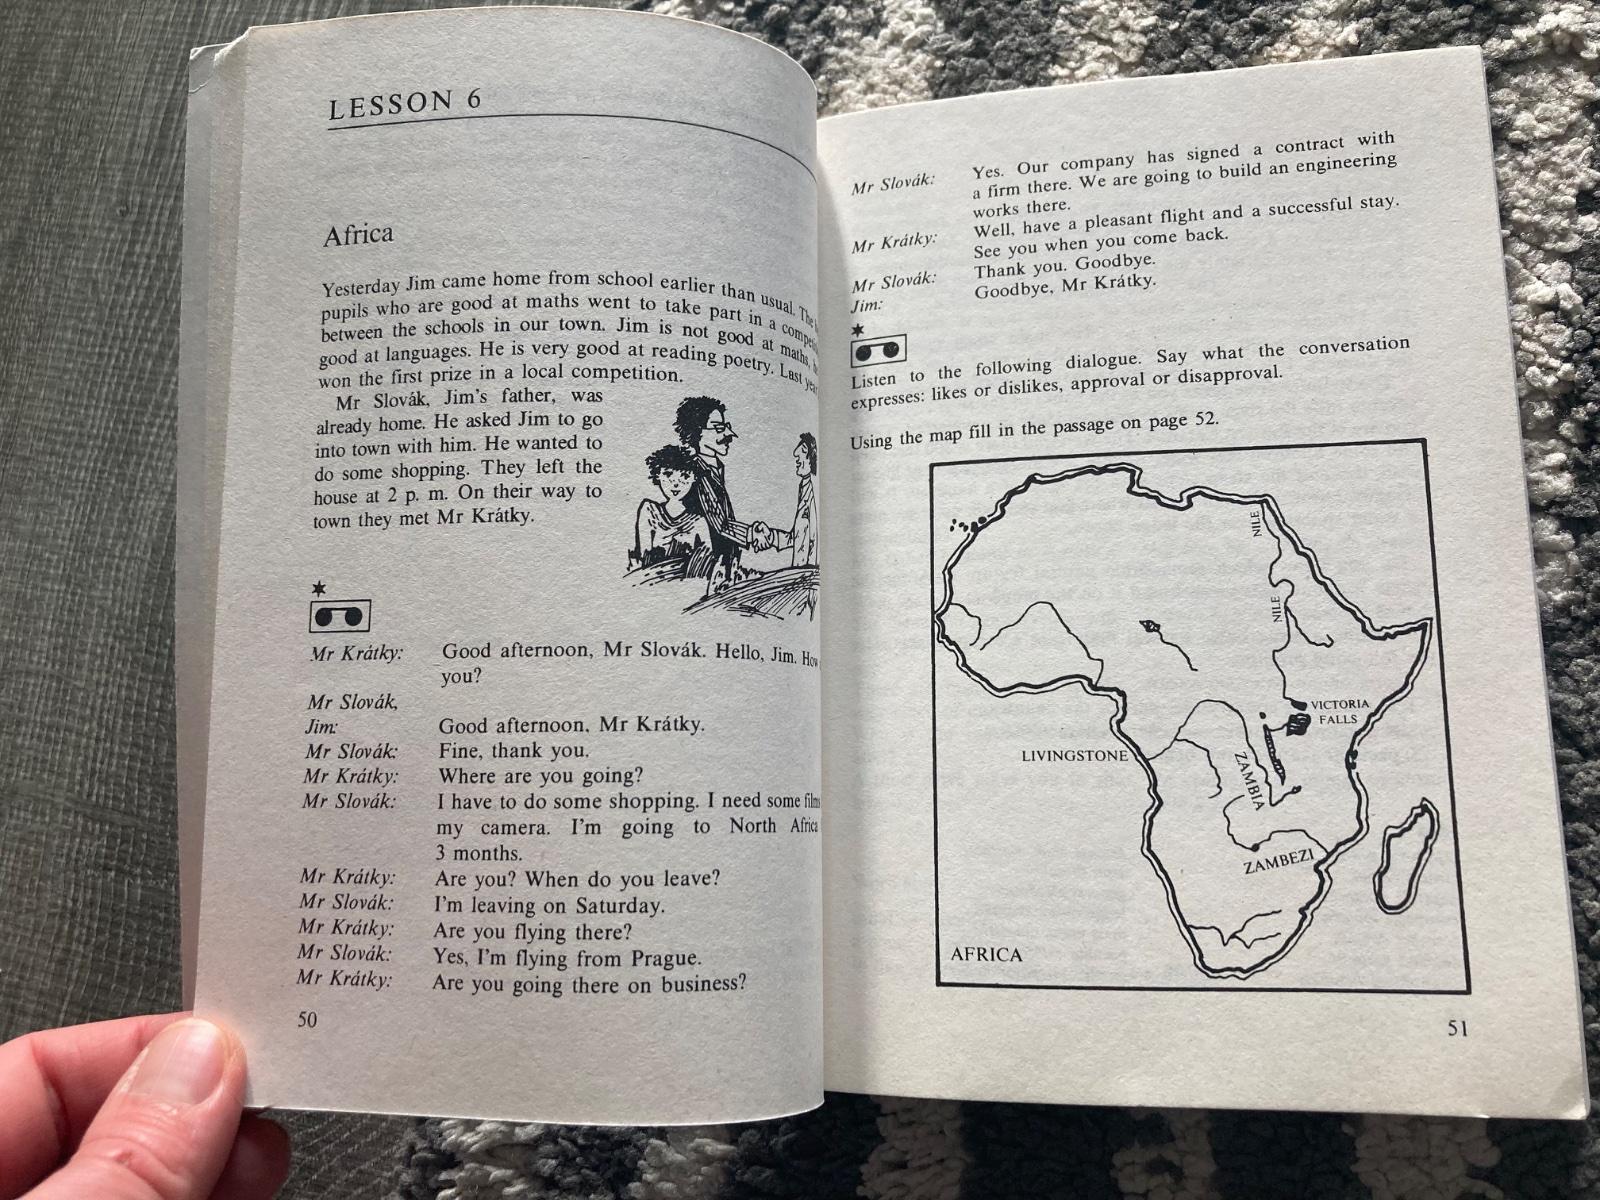 LESSON 6
Africa
Yesterday Jim came home from school earlier than usual. The
pupils who are good at maths went to take part in a
between the schools in our town. Jim is not good at maths,
good at languages. He is very good at reading poetry. Last
won the first prize in a local competition.
Mr Slovák, Jim's father, was
already home. He asked Jim to go
into town with him. He wanted to
do some shopping. They left the
house at 2 p. m. On their way to
town they met Mr Krátky.
Mr Krátky: Good afternoon, Mr Slovák. Hello, Jim.
you?
Mr Slovák,
Jim: Good afternoon, Mr Krátky.
Mr Slovák: Fine, thank you.
Mr Krátky: Where are you going?
Mr Slovák: I have to do some shopping. I need some
my camera. I'm going to North Africa
3 months.
Mr Krátky: Are you? When do you leave?
Mr Slovák: I'm leaving on Saturday.
Mr Krátky: Are you flying there?
Mr Slovák: Yes, I'm flying from Prague.
Mr Krátky: Are you going there on business?
50
Mr Slovák: Yes. Our company has signed a contract with
a firm there. We are going to build an engineering
works there.
Mr Krátky: Well, have a pleasant flight and a successful stay.
See you when you come back.
Mr Slovák: Thank you. Goodbye.
Jim: Goodbye, Mr Krátky.
Listen to the following dialogue. Say what the conversation
expresses: likes or dislikes, approval or disapproval.
Using the map fill in the passage on page 52.
NILE
NILE
VICTORIA
FALLS
LIVINGSTONE
ZAMBIA
ZAMBEZI
AFRICA
51